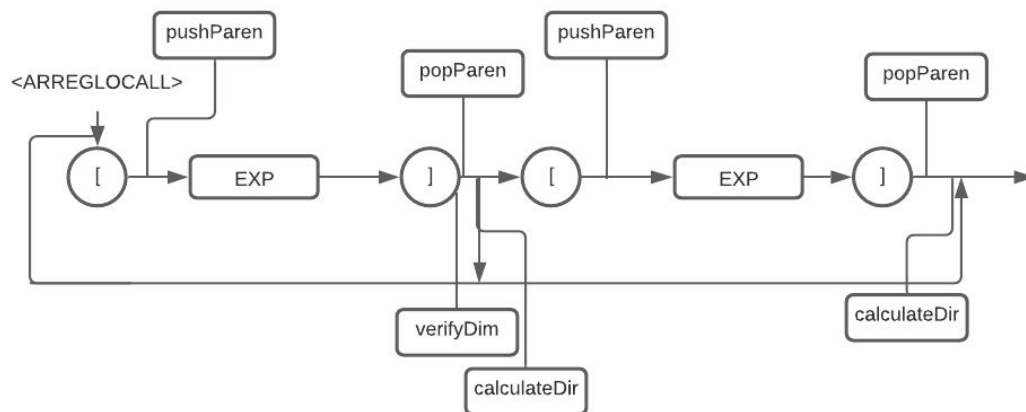 pushParen
pushParen
popParen
popParen
<ARREGLOCALL>
[
EXP
]
[
EXP
]
verifyDim
calculateDir
calculateDir